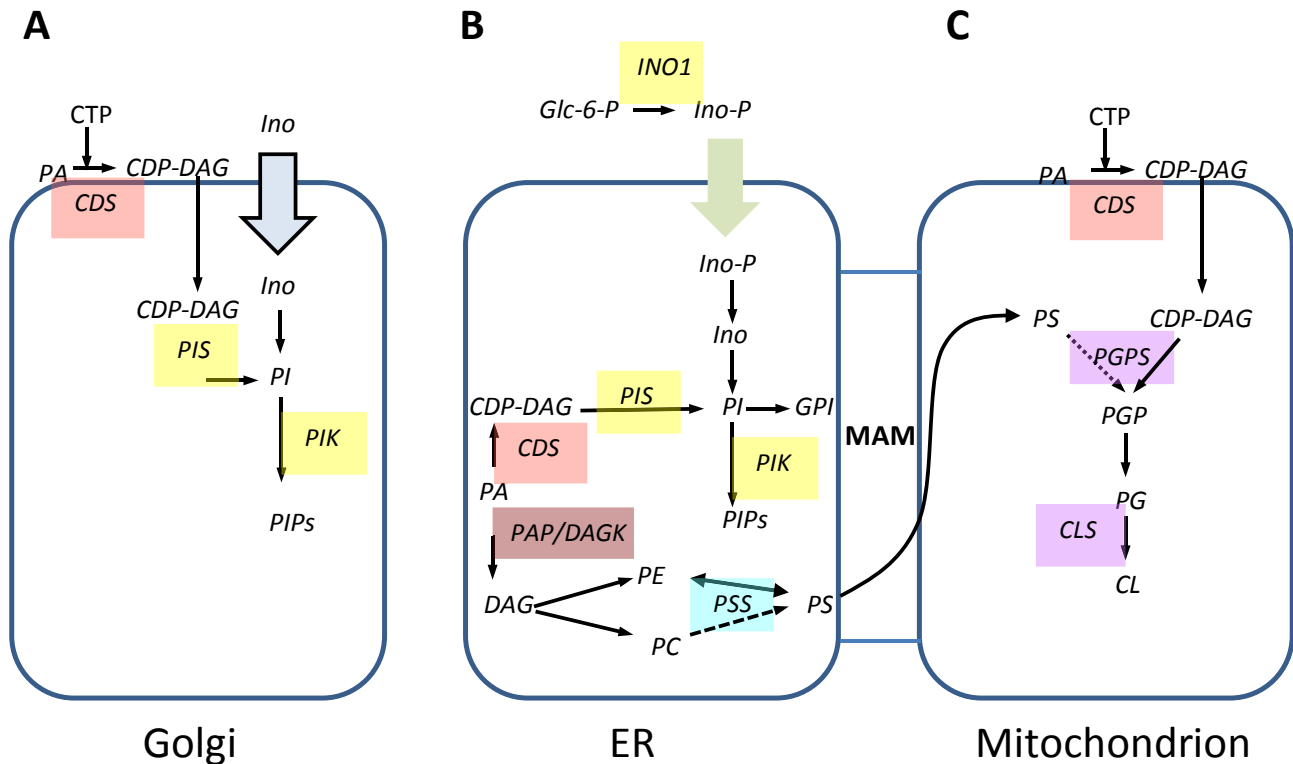 A
CTP
Ino
PA
CDP-DAG
CDS
Ino
CDP-DAG
PIS
PI
PIK
PIPs
Golgi
B
INO1
Glc-6-P
Ino-P
Ino-P
Ino
CDP-DAG
PIS
PI
GPI
CDS
PIK
PA
PIPs
PAP/DAGK
PE
DAG
PSS
PS
PC
ER
MAM
C
CTP
PA
CDP-DAG
CDS
PS
CDP-DAG
PGPS
PGP
PG
CLS
CL
Mitochondrion